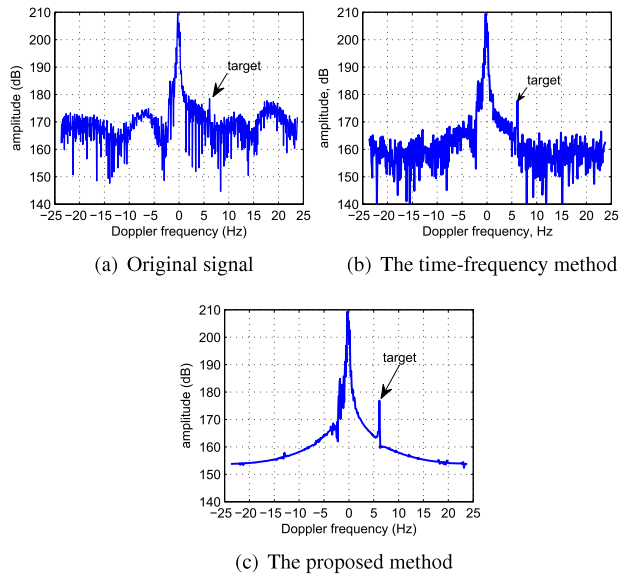 210
200
190
180
170
160
150
140
amplitude (dB)
target
−25 −20 −15 −10 −5 0 5 10 15 20 25
Doppler frequency (Hz)
(a) Original signal
210
200
190
180
170
160
150
140
amplitude, dB
target
−25 −20 −15 −10 −5 0 5 10 15 20 25
Doppler frequency, Hz
(b) The time-frequency method
210
200
190
180
170
160
150
140
amplitude (dB)
target
−25 −20 −15 −10 −5 0 5 10 15 20 25
Doppler frequency (Hz)
(c) The proposed method